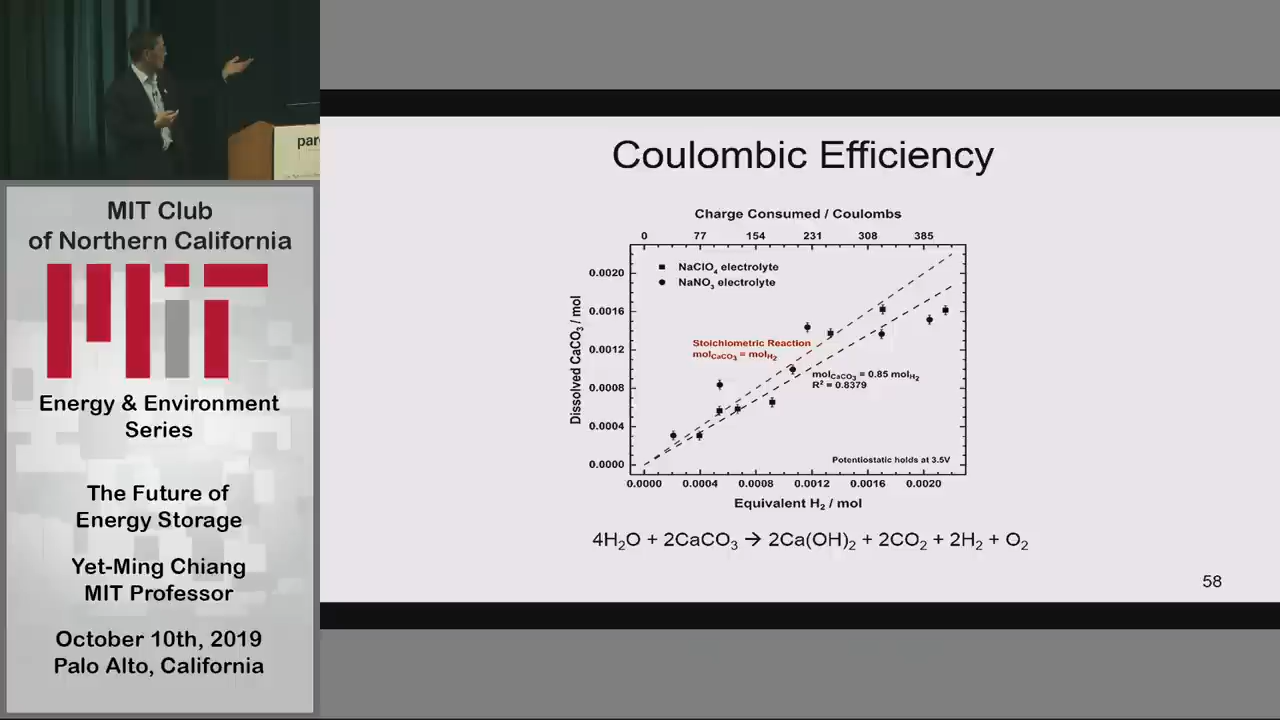 par
MIT Club
of Northern California
MIT
Energy & Environment
Series
The Future of
Energy Storage
Yet-Ming Chiang
MIT Professor
October 10th, 2019
Palo Alto, California
Coulombic Efficiency
Charge Consumed / Coulombs
0 77 154 231 308 385
NaClO4 electrolyte
NaNO3 electrolyte
Stoichiometric Reaction
molCaCO3 = molH2
molCaCO3 = 0.85 molH2
R² = 0.8379
Potentiostatic holds at 3.5V
Dissolved CaCO3 / mol
0.0020
0.0016
0.0012
0.0008
0.0004
0.0000
0.0000 0.0004 0.0008 0.0012 0.0016 0.0020
Equivalent H2 / mol
4H2O + 2CaCO3 → 2Ca(OH)2 + 2CO2 + 2H2 + O2
58